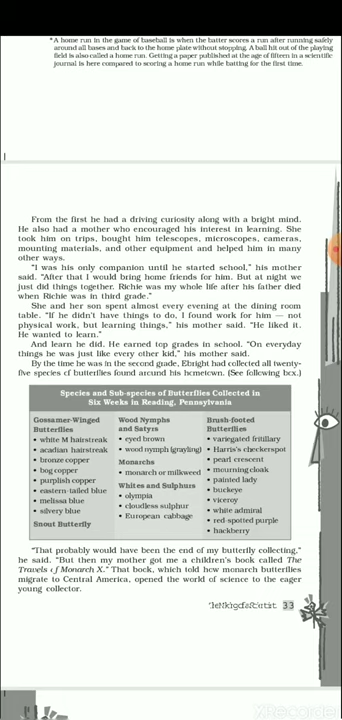 *A home run in the game of baseball is when the batter scores a run after running safely
around all bases and back to the home plate without stopping. A ball hit out of the playing
field is also called a home run. Getting a paper published at the age of fifteen in a scientific
journal is here compared to scoring a home run while batting for the first time.
From the first he had a driving curiosity along with a bright mind.
He also had a mother who encouraged his interest in learning. She
took him on trips, bought him telescopes, microscopes, cameras,
mounting materials, and other equipment and helped him in many
other ways.
“I was his only companion until he started school,” his mother
said. “After that I would bring home friends for him. But at night we
just did things together. Richie was my whole life after his father died
when Richie was in third grade.”
She and her son spent almost every evening at the dining room
table. “If he didn’t have things to do, I found work for him — not
physical work, but learning things,” his mother said. “He liked it.
He wanted to learn.”
And learn he did. He earned top grades in school. “On everyday
things he was just like every other kid,” his mother said.
By the time he was in the second grade, Ebright had collected all twenty-
five species of butterflies found around his hometown. (See following box.)
Species and Sub-species of Butterflies Collected in
Six Weeks in Reading, Pennsylvania
Gossamer-Winged
Butterflies
• white M hairstreak
• acadian hairstreak
• bronze copper
• bog copper
• purplish copper
• eastern-tailed blue
• melissa blue
• silvery blue
Snout Butterfly
Wood Nymphs
and Satyrs
• eyed brown
• wood nymph (grayling)
Monarchs
• monarch or milkweed
Whites and Sulphurs
• olympia
• cloudless sulphur
• European cabbage
Brush-footed
Butterflies
• variegated fritillary
• Harris’s checkerspot
• pearl crescent
• mourning cloak
• painted lady
• buckeye
• viceroy
• white admiral
• red-spotted purple
• hackberry
“That probably would have been the end of my butterfly collecting,”
he said. “But then my mother got me a children’s book called The
Travels of Monarch X.” That book, which told how monarch butterflies
migrate to Central America, opened the world of science to the eager
young collector.
33